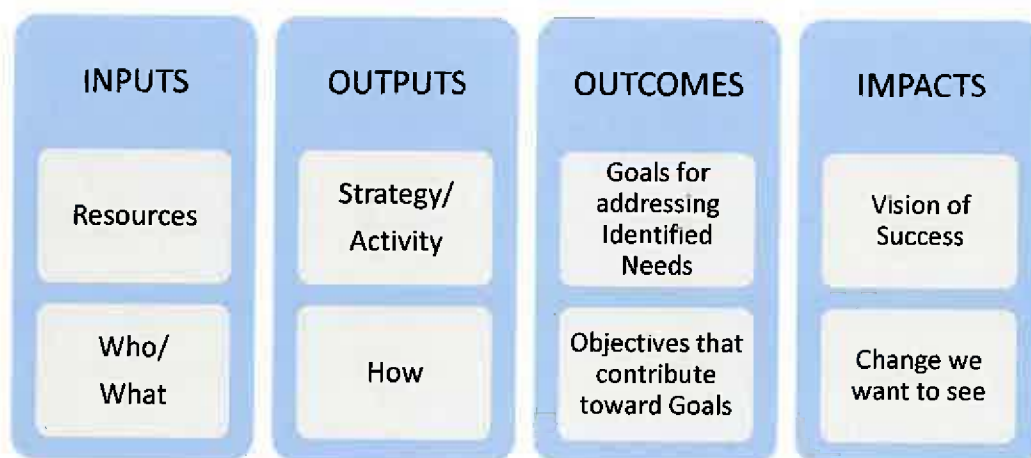 INPUTS
Resources
Who/
What
OUTPUTS
Strategy/
Activity
How
OUTCOMES
Goals for
addressing
Identified
Needs
Objectives that
contribute
toward Goals
IMPACTS
Vision of
Success
Change we
want to see